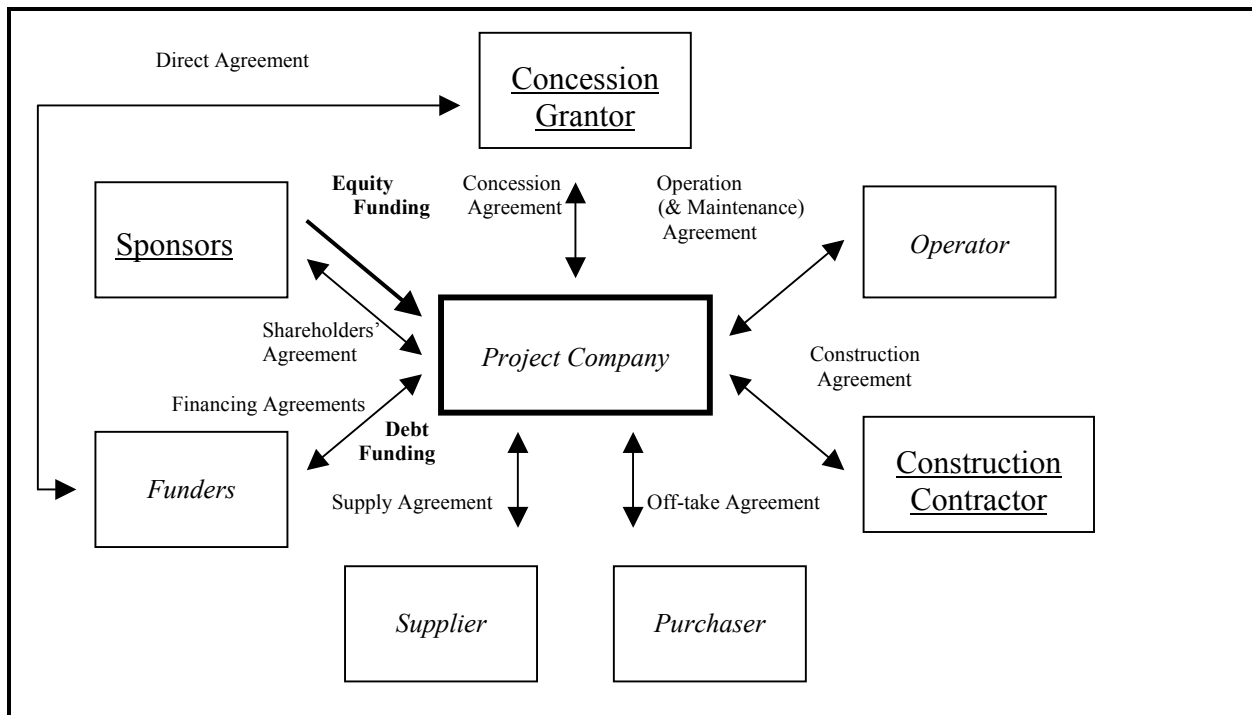 Direct Agreement
Concession
Grantor
Equity
Funding
Concession
Agreement
Operation
(& Maintenance)
Agreement
Sponsors
Operator
Shareholders’
Agreement
Project Company
Construction
Agreement
Financing Agreements
Debt
Funding
Funders
Construction
Contractor
Supply Agreement
Off-take Agreement
Supplier
Purchaser